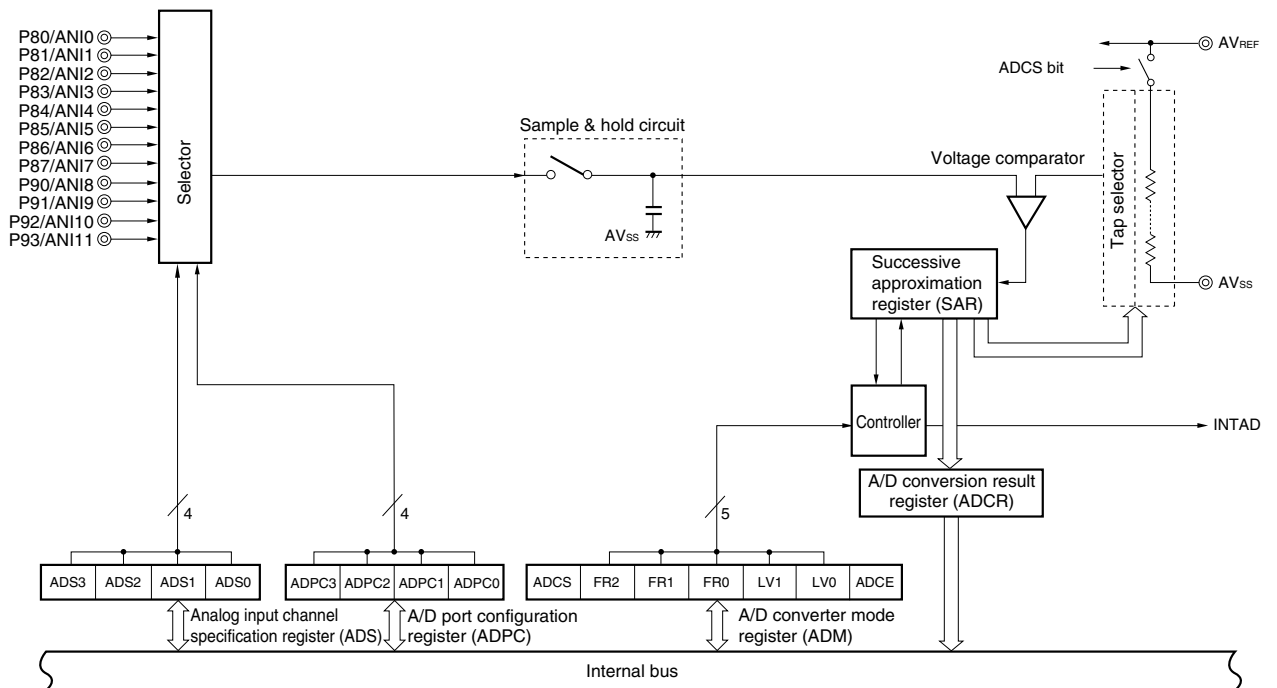 P80/ANI0
P81/ANI1
P82/ANI2
P83/ANI3
P84/ANI4
P85/ANI5
P86/ANI6
P87/ANI7
P90/ANI8
P91/ANI9
P92/ANI10
P93/ANI11
Selector
Sample & hold circuit
AVSS
Voltage comparator
ADCS bit
AVREF
Tap selector
AVSS
Successive
approximation
register (SAR)
Controller
INTAD
A/D conversion result
register (ADCR)
4
4
5
ADS3 ADS2 ADS1 ADS0
ADPC3 ADPC2 ADPC1 ADPC0
ADCS FR2 FR1 FR0 LV1 LV0 ADCE
Analog input channel
specification register (ADS)
A/D port configuration
register (ADPC)
A/D converter mode
register (ADM)
Internal bus